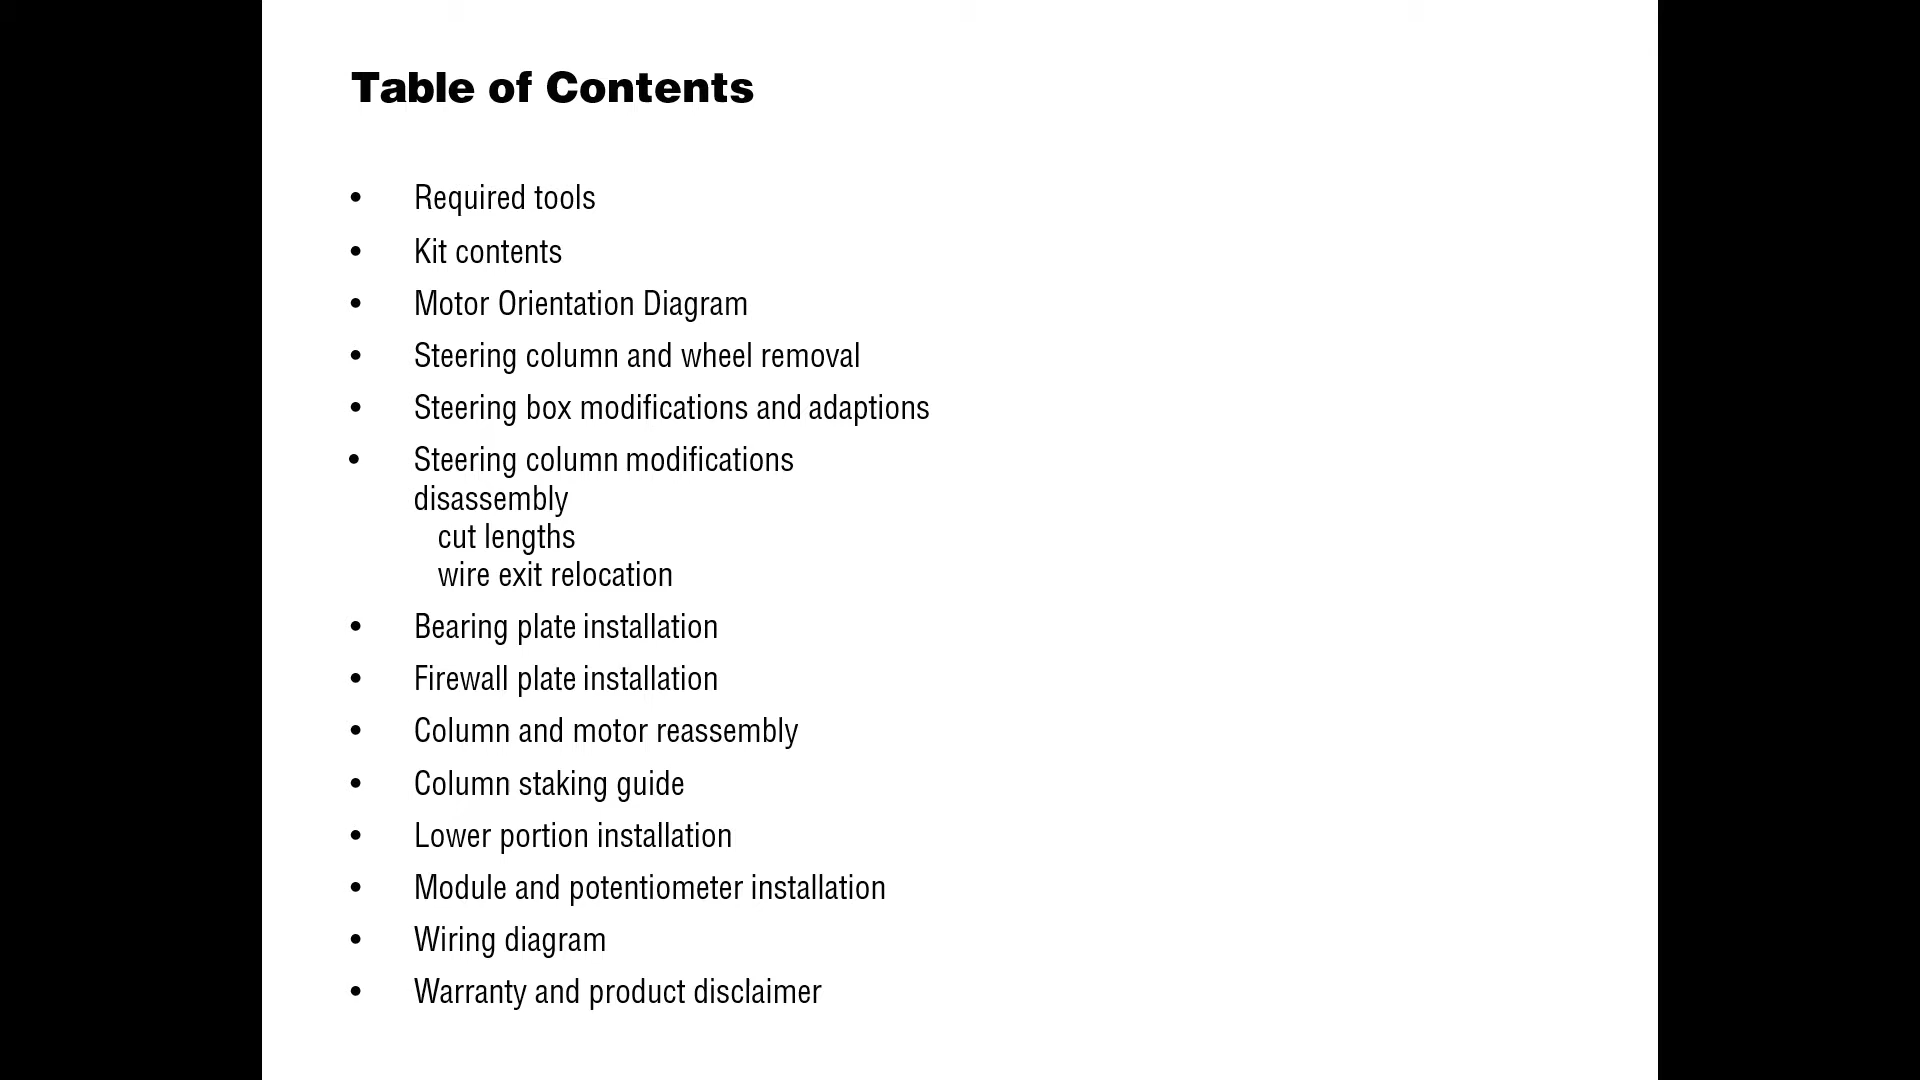 Table of Contents
• Required tools
• Kit contents
• Motor Orientation Diagram
• Steering column and wheel removal
• Steering box modifications and adaptions
• Steering column modifications
disassembly
cut lengths
wire exit relocation
• Bearing plate installation
• Firewall plate installation
• Column and motor reassembly
• Column staking guide
• Lower portion installation
• Module and potentiometer installation
• Wiring diagram
• Warranty and product disclaimer